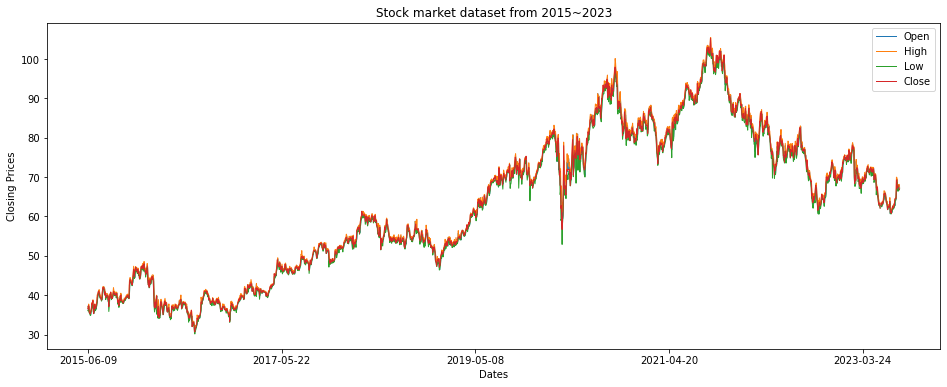 Stock market dataset from 2015~2023
Open
High
Low
Close
100
90
80
70
60
50
40
30
Closing Prices
2015-06-09
2017-05-22
2019-05-08
2021-04-20
2023-03-24
Dates